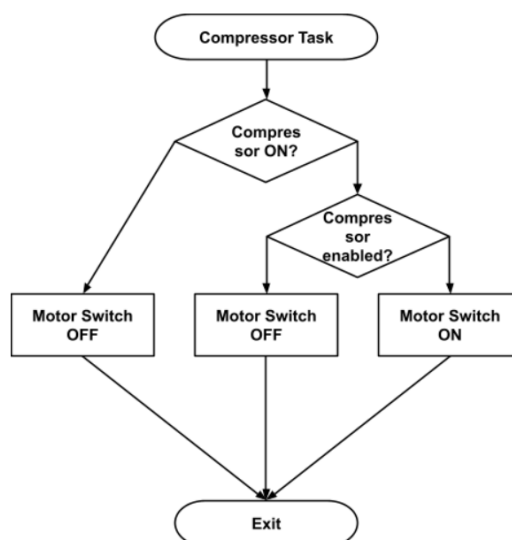 Compressor Task
Compres
sor ON?
Compres
sor
enabled?
Motor Switch
OFF
Motor Switch
OFF
Motor Switch
ON
Exit